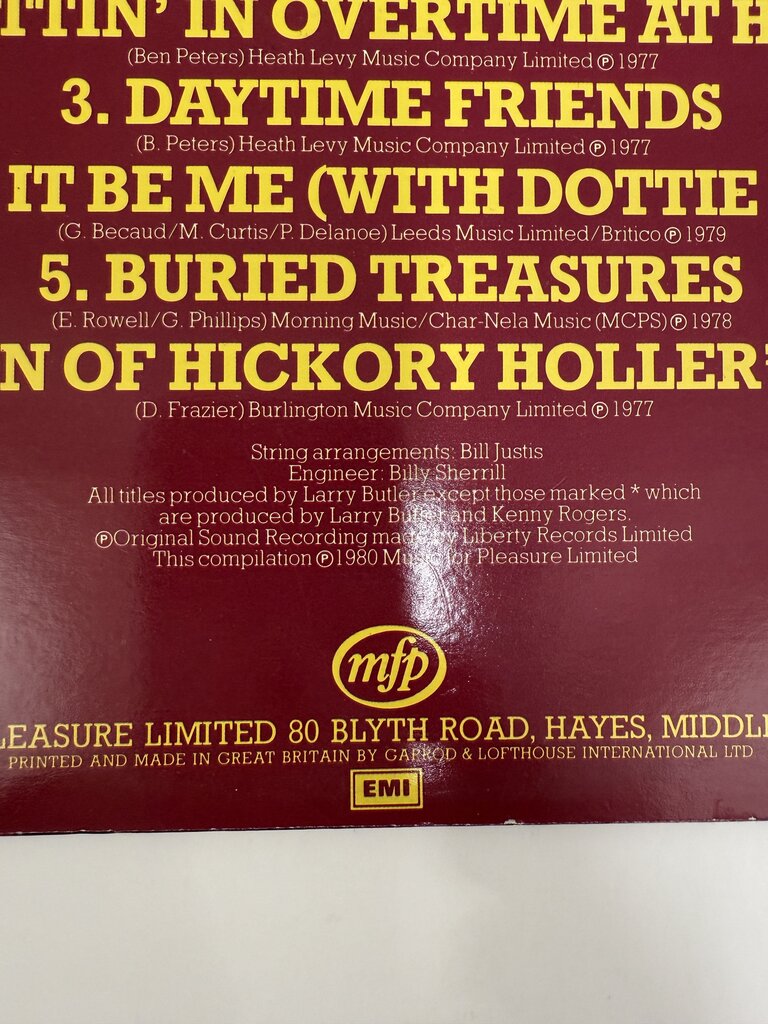 TTIN' IN OVERTIME AT H
(Ben Peters) Heath Levy Music Company Limited ℗ 1977
3. DAYTIME FRIENDS
(B. Peters) Heath Levy Music Company Limited ℗ 1977
IT BE ME (WITH DOTTIE
(G. Becaud/M. Curtis/P. Delanoe) Leeds Music Limited/Britico ℗ 1979
5. BURIED TREASURES
(E. Rowell/G. Phillips) Morning Music/Char-Nela Music (MCPS) ℗ 1978
N OF HICKORY HOLLER*
(D. Frazier) Burlington Music Company Limited ℗ 1977
String arrangements: Bill Justis
Engineer: Billy Sherrill
All titles produced by Larry Butler except those marked * which
are produced by Larry Butler and Kenny Rogers.
℗Original Sound Recording made by Liberty Records Limited
This compilation ℗ 1980 Music for Pleasure Limited
mfp
LEASURE LIMITED 80 BLYTH ROAD, HAYES, MIDDL
PRINTED AND MADE IN GREAT BRITAIN BY GARROD & LOFTHOUSE INTERNATIONAL LTD
EMI